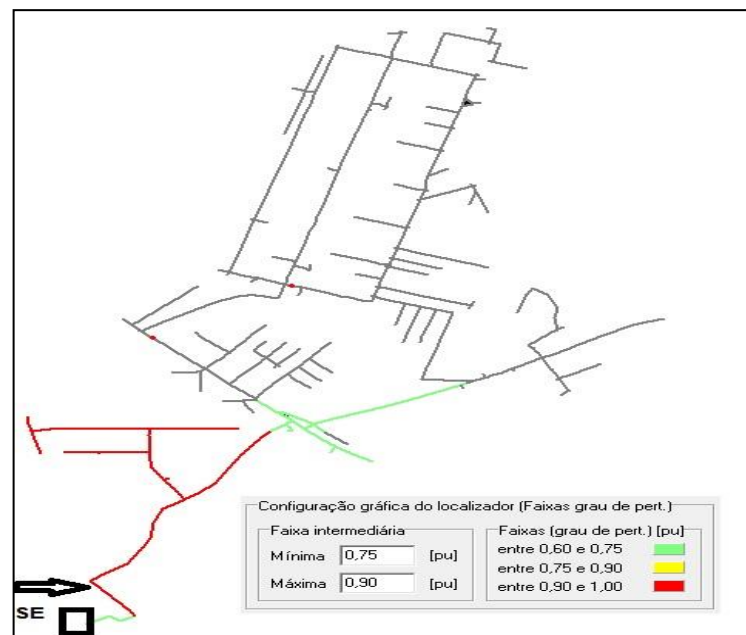 Configuração gráfica do localizador (Faixas grau de pert.)
Faixa intermediária
Mínima 0,75 [pu]
Máxima 0,90 [pu]
Faixas (grau de pert.) [pu]
entre 0,60 e 0,75
entre 0,75 e 0,90
entre 0,90 e 1,00
SE